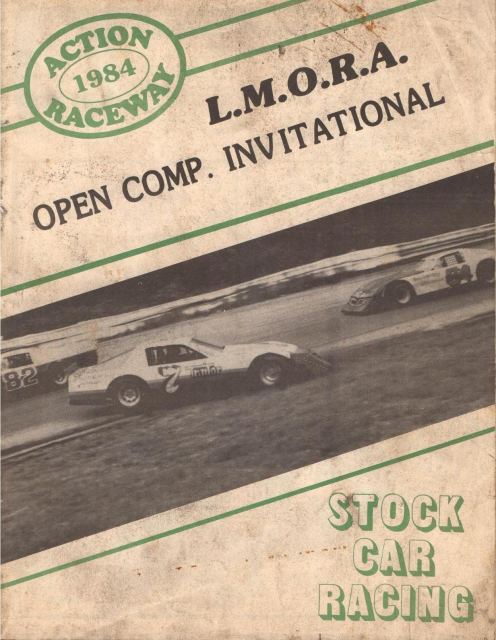 ACTION
1984
RACEWAY
L.M.O.R.A.
OPEN COMP. INVITATIONAL
82
7
STOCK
CAR
RACING